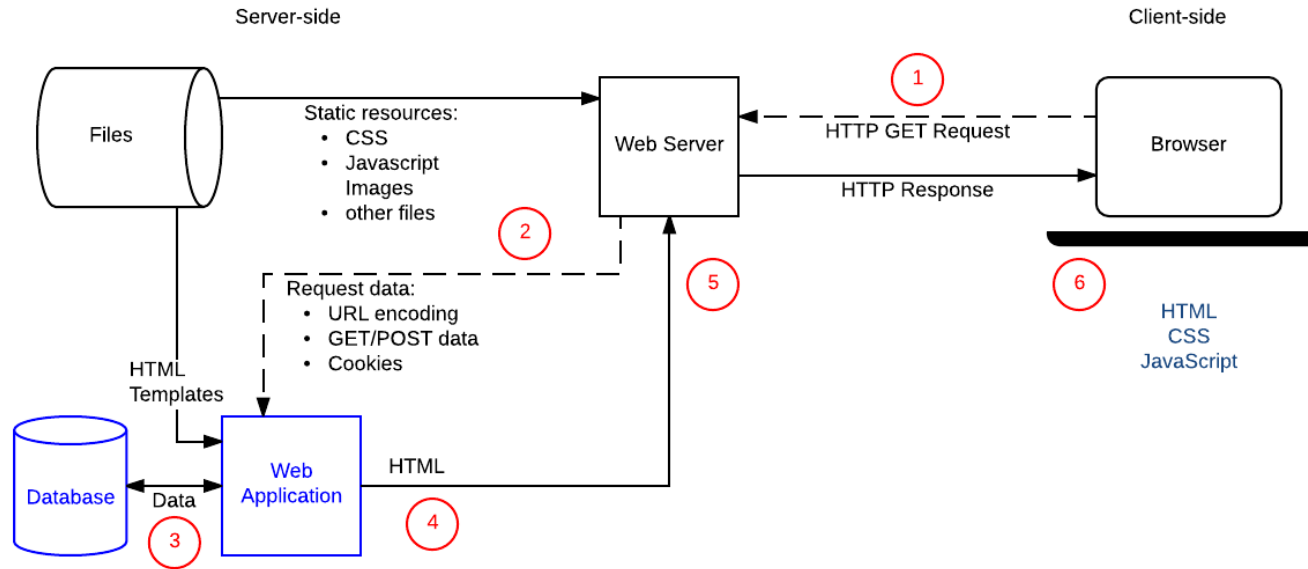 Server-side
Client-side
Files
Static resources:
• CSS
• Javascript
Images
• other files
Web Server
1
HTTP GET Request
HTTP Response
Browser
2
Request data:
• URL encoding
• GET/POST data
• Cookies
5
6
HTML
CSS
JavaScript
HTML
Templates
Database
Data
3
Web
Application
HTML
4